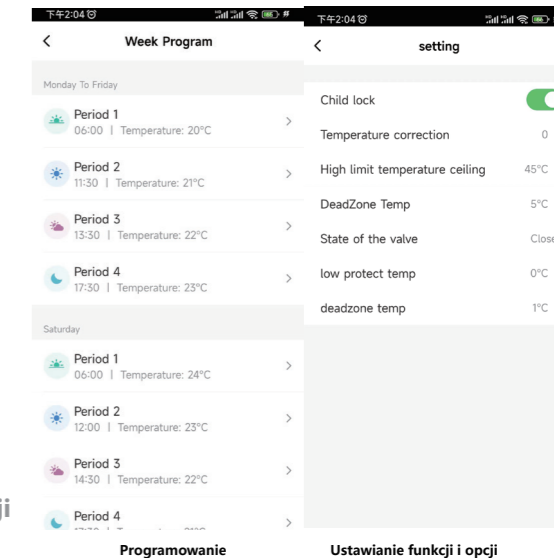 下午2:04
Week Program
Monday To Friday
Period 1
06:00 | Temperature: 20°C
Period 2
11:30 | Temperature: 21°C
Period 3
13:30 | Temperature: 22°C
Period 4
17:30 | Temperature: 23°C
Saturday
Period 1
06:00 | Temperature: 24°C
Period 2
12:00 | Temperature: 23°C
Period 3
14:30 | Temperature: 22°C
Period 4
Programowanie
下午2:04
setting
Child lock
Temperature correction 0
High limit temperature ceiling 45°C
DeadZone Temp 5°C
State of the valve Close
low protect temp 0°C
deadzone temp 1°C
Ustawianie funkcji i opcji
ji